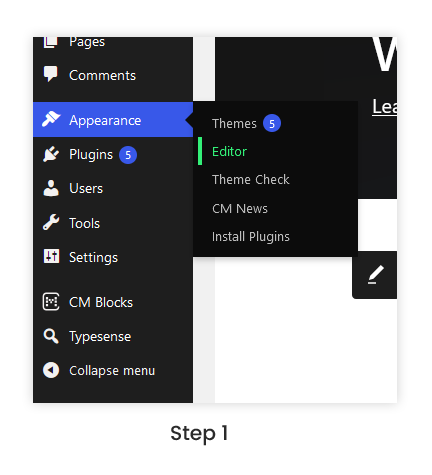 Pages
Comments
Appearance
Plugins 5
Users
Tools
Settings
CM Blocks
Typesense
Collapse menu
Themes 5
Editor
Theme Check
CM News
Install Plugins
W
Lea
Step 1